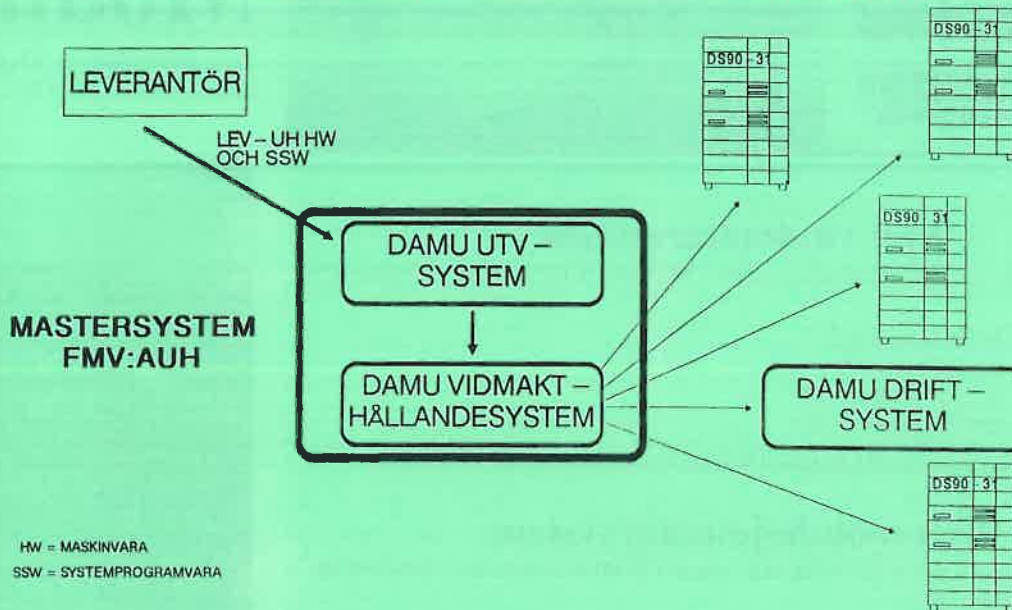 LEVERANTÖR
LEV – UH HW
OCH SSW
DAMU UTV –
SYSTEM
MASTERSYSTEM
FMV:AUH
DAMU VIDMAKT –
HÅLLANDESYSTEM
DS90 - 31
DS90 - 31
DS90 31
DAMU DRIFT –
SYSTEM
DS90 - 31
HW = MASKINVARA
SSW = SYSTEMPROGRAMVARA